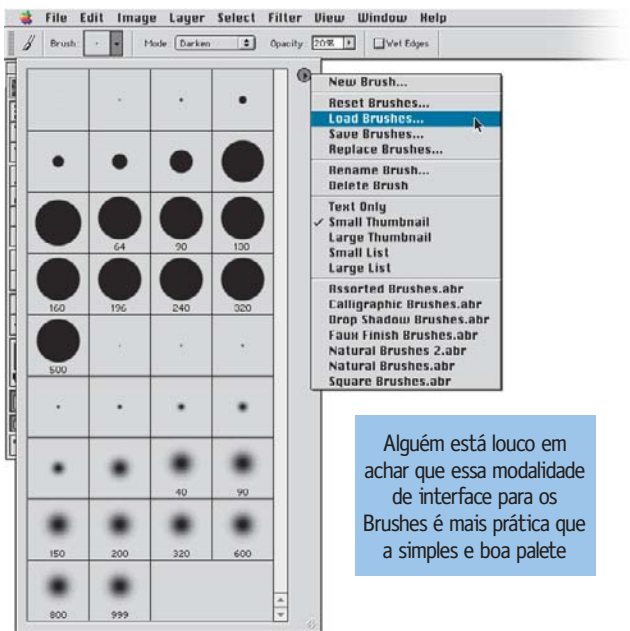 File Edit Image Layer Select Filter View Window Help
Brush: Mode: Darken Opacity: 20% Wet Edges
New Brush...
Reset Brushes...
Load Brushes...
Save Brushes...
Replace Brushes...
Rename Brush...
Delete Brush
Text Only
✓ Small Thumbnail
Large Thumbnail
Small List
Large List
Assorted Brushes.abr
Calligraphic Brushes.abr
Drop Shadow Brushes.abr
Faux Finish Brushes.abr
Natural Brushes 2.abr
Natural Brushes.abr
Square Brushes.abr
64 90 130
160 196 240 320
500
40 90
150 200 320 600
800 999
Alguém está louco em
achar que essa modalidade
de interface para os
Brushes é mais prática que
a simples e boa palete